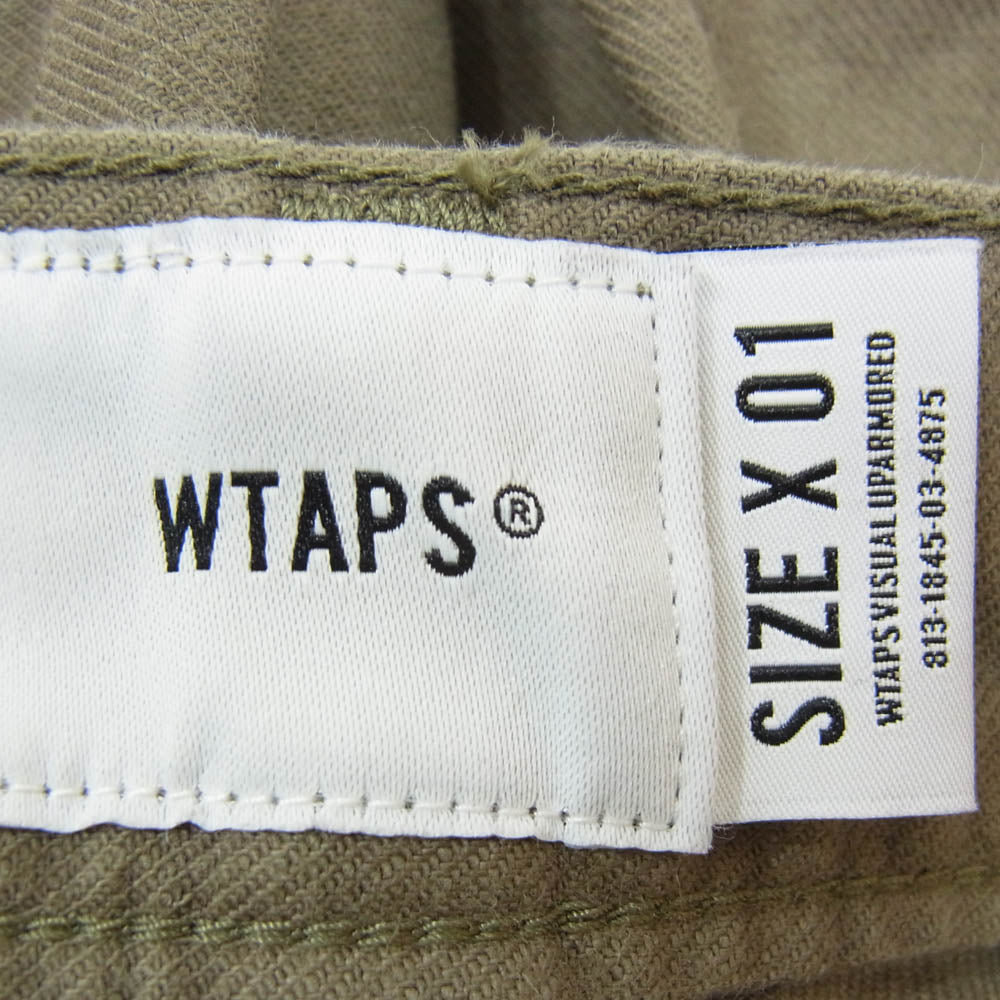 WTAPS®
SIZE X 01
WTAPS VISUAL UPARMORED
813-1845-03-4875